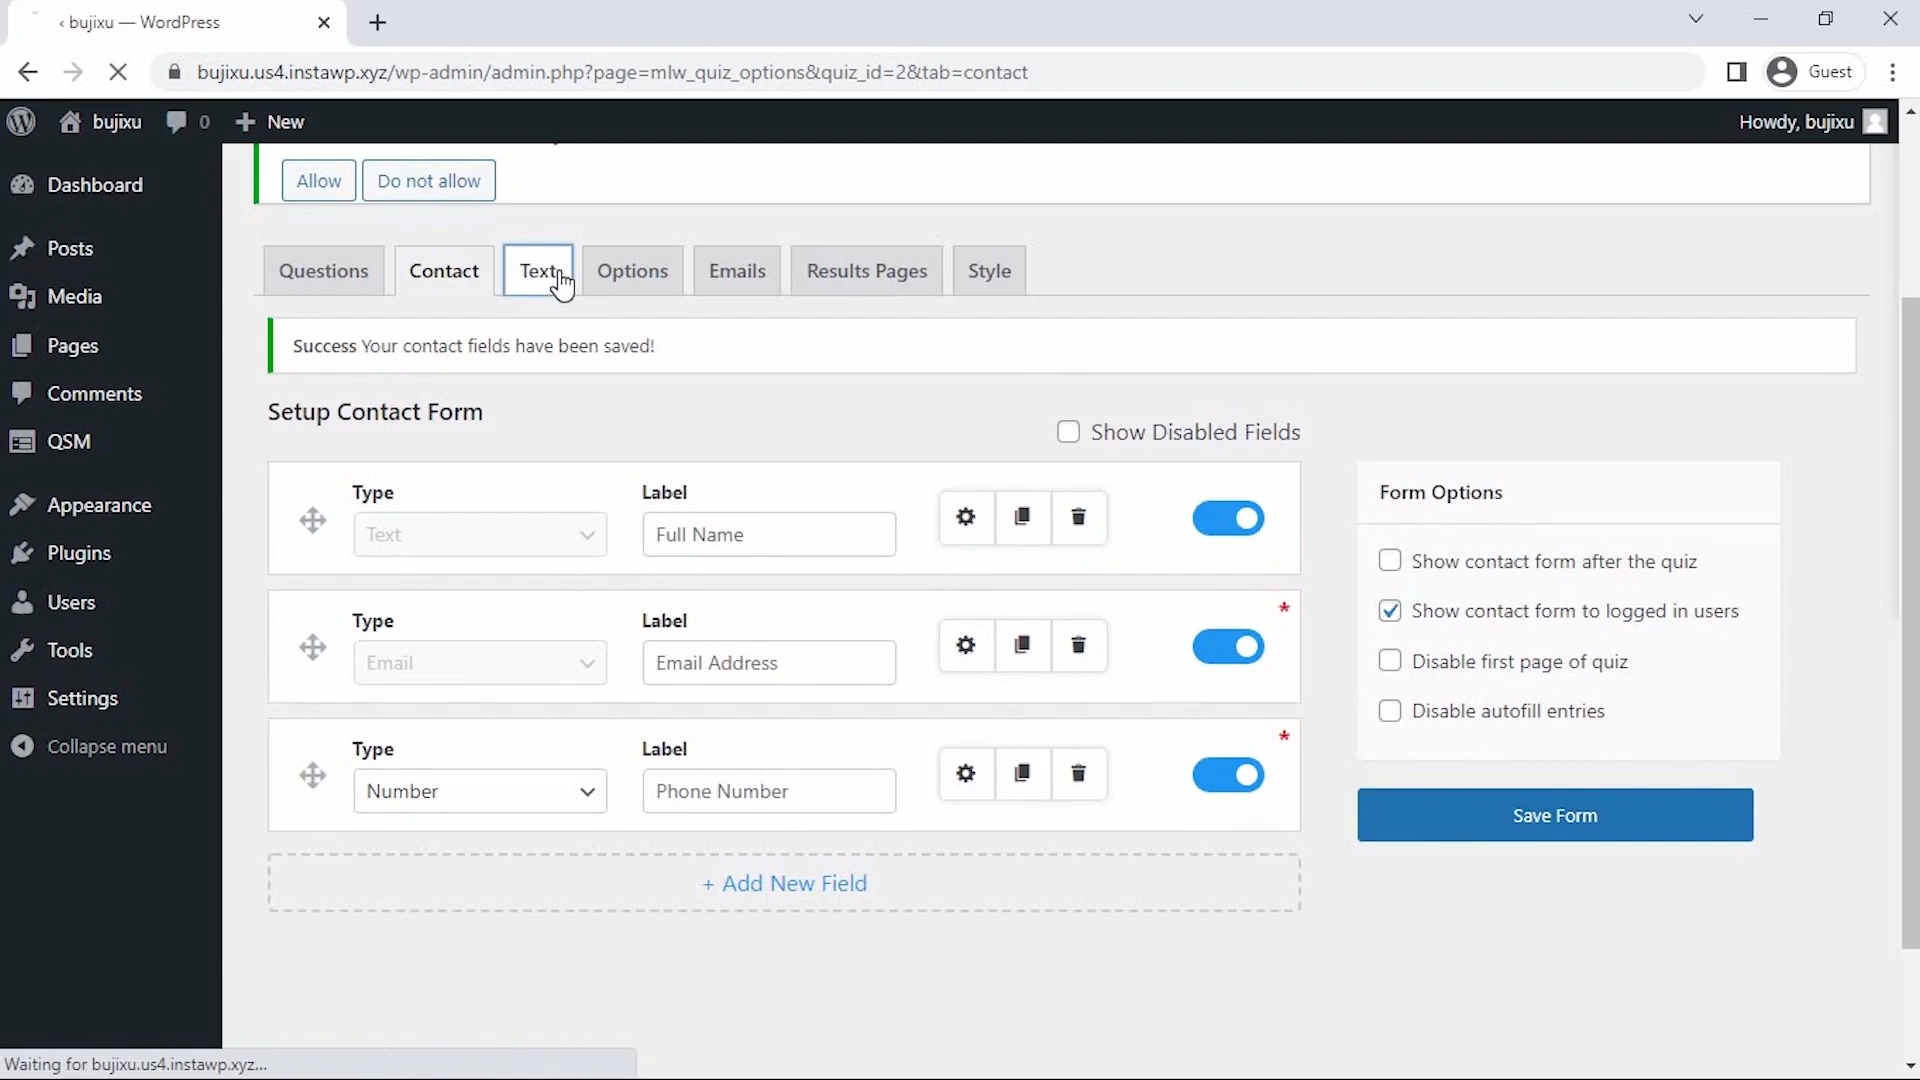 ‹ bujixu — WordPress
bujixu.us4.instawp.xyz/wp-admin/admin.php?page=mlw_quiz_options&quiz_id=2&tab=contact
Guest
bujixu
0
New
Howdy, bujixu
Dashboard
Posts
Media
Pages
Comments
QSM
Appearance
Plugins
Users
Tools
Settings
Collapse menu
Allow
Do not allow
Questions
Contact
Text
Options
Emails
Results Pages
Style
Success Your contact fields have been saved!
Setup Contact Form
Show Disabled Fields
Type
Label
Text
Full Name
*
Type
Label
Email
Email Address
*
Type
Label
Number
Phone Number
+ Add New Field
Form Options
Show contact form after the quiz
Show contact form to logged in users
Disable first page of quiz
Disable autofill entries
Save Form
Waiting for bujixu.us4.instawp.xyz...